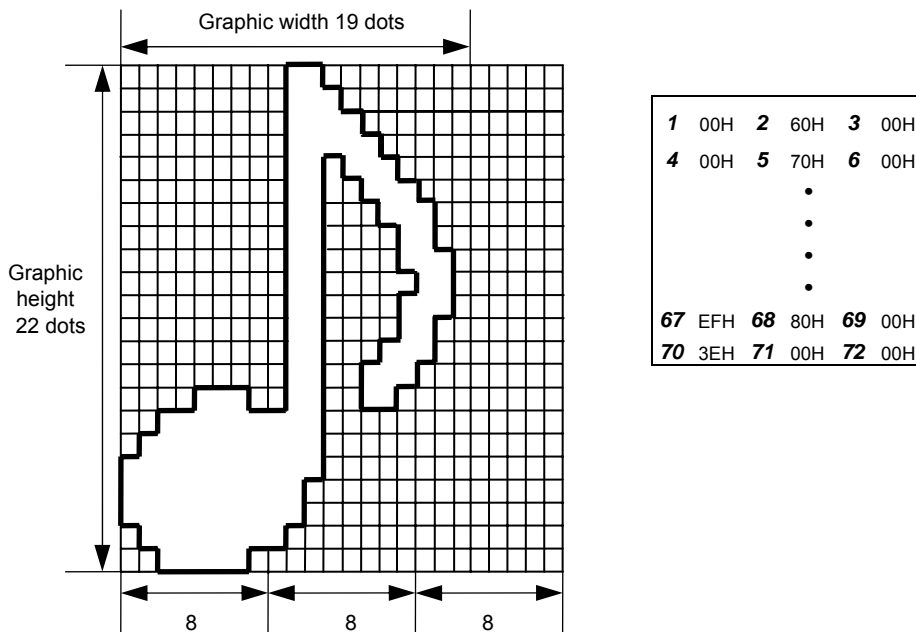 Graphic width 19 dots
Graphic
height
22 dots
8 8 8
1 00H 2 60H 3 00H
4 00H 5 70H 6 00H
•
•
•
•
67 EFH 68 80H 69 00H
70 3EH 71 00H 72 00H